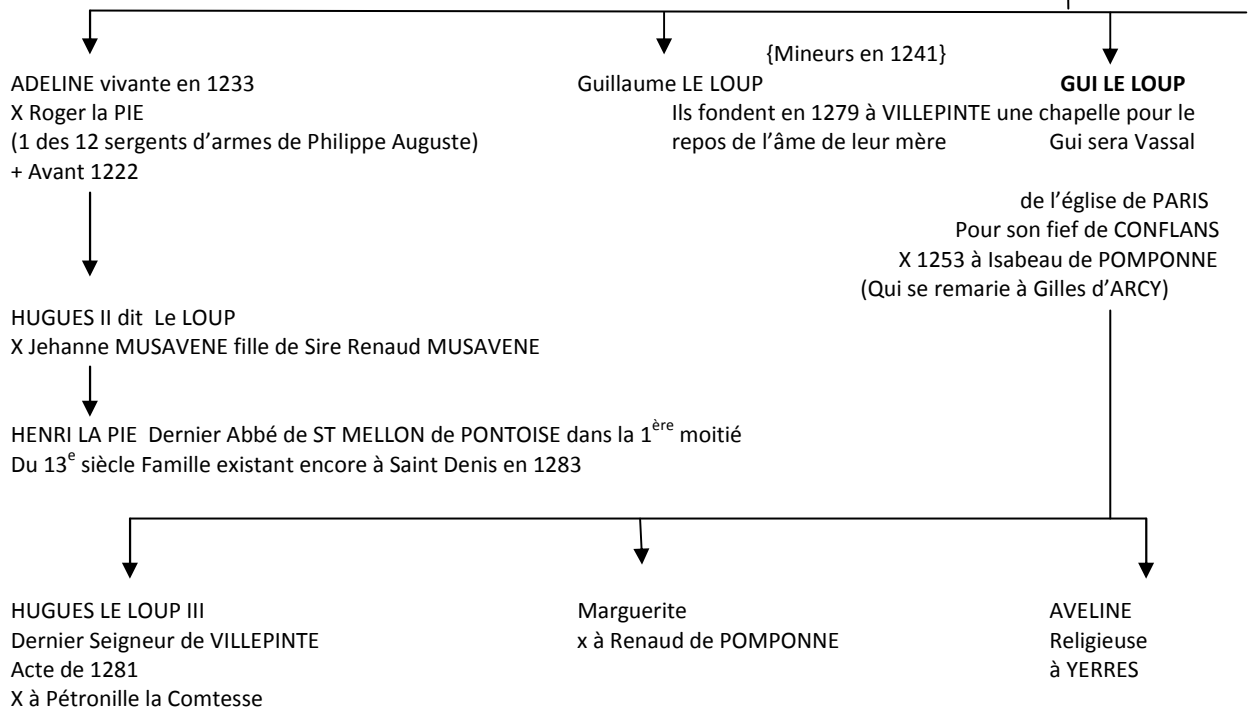 {Mineurs en 1241}
ADELINE vivante en 1233
X Roger la PIE
(1 des 12 sergents d’armes de Philippe Auguste)
+ Avant 1222
Guillaume LE LOUP GUI LE LOUP
Ils fondent en 1279 à VILLEPINTE une chapelle pour le
repos de l’âme de leur mère Gui sera Vassal
de l’église de PARIS
Pour son fief de CONFLANS
X 1253 à Isabeau de POMPONNE
(Qui se remarie à Gilles d’ARCY)
HUGUES II dit Le LOUP
X Jehanne MUSAVENE fille de Sire Renaud MUSAVENE
HENRI LA PIE Dernier Abbé de ST MELLON de PONTOISE dans la 1ère moitié
Du 13e siècle Famille existant encore à Saint Denis en 1283
HUGUES LE LOUP III
Dernier Seigneur de VILLEPINTE
Acte de 1281
X à Pétronille la Comtesse
Marguerite
x à Renaud de POMPONNE
AVELINE
Religieuse
à YERRES